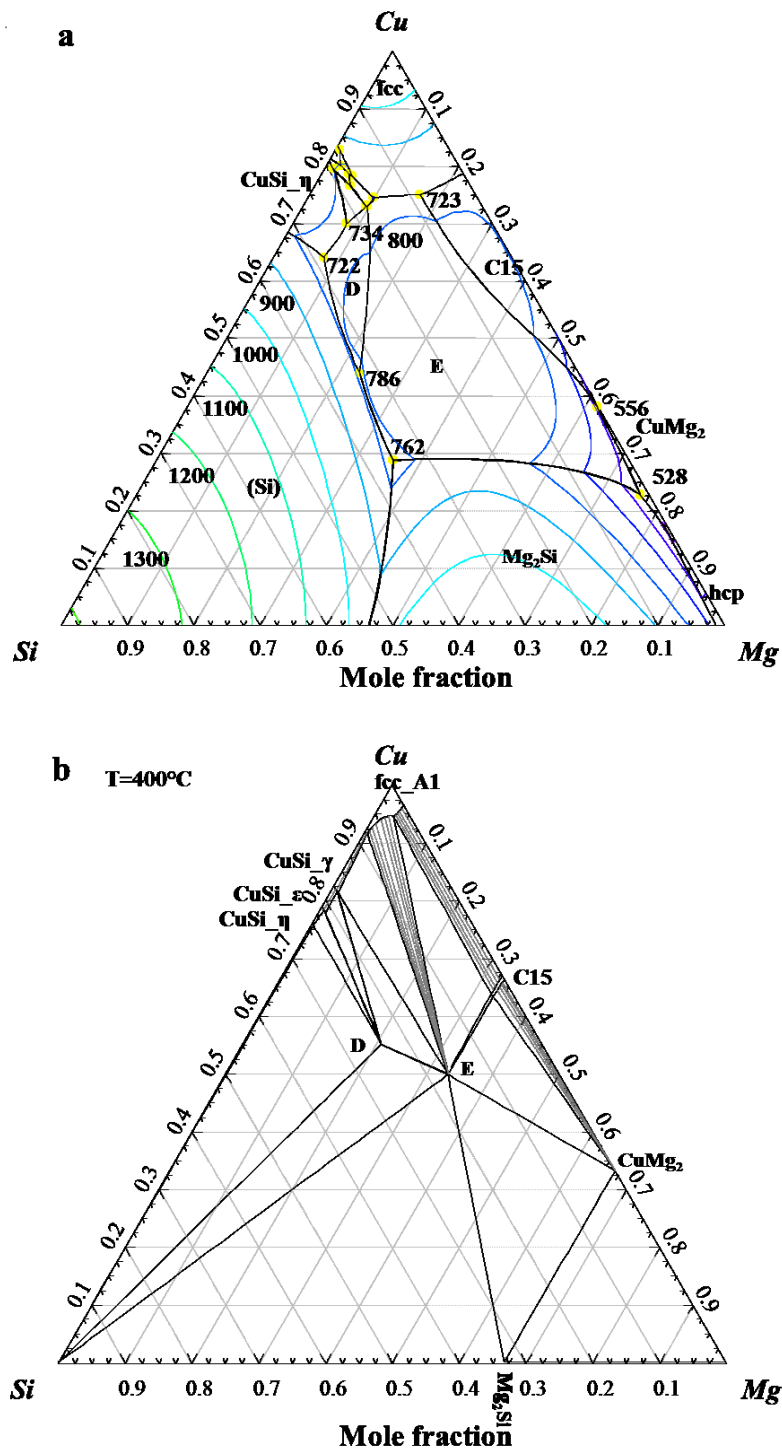 a
Cu
fcc
0.9
0.1
0.8
0.2
CuSi_η
723
0.7
0.3
734
800
722
C15
0.4
0.6
D
900
0.5
0.5
1000
E
786
0.4
0.6
1100
556
CuMg2
0.3
762
0.7
1200
(Si)
528
0.2
0.8
1300
Mg2Si
0.1
0.9
hcp
Si
0.9
0.8
0.7
0.6
0.5
0.4
0.3
0.2
0.1
Mg
Mole fraction
b
T=400°C
Cu
fcc_A1
0.9
0.1
CuSi_γ
0.8
0.2
CuSi_ε
CuSi_η
0.7
0.3
C15
0.6
0.4
D
E
0.5
0.5
0.4
0.6
CuMg2
0.3
0.7
0.2
0.8
0.1
0.9
Si
0.9
0.8
0.7
0.6
0.5
0.4
Mg2Si
0.3
0.2
0.1
Mg
Mole fraction